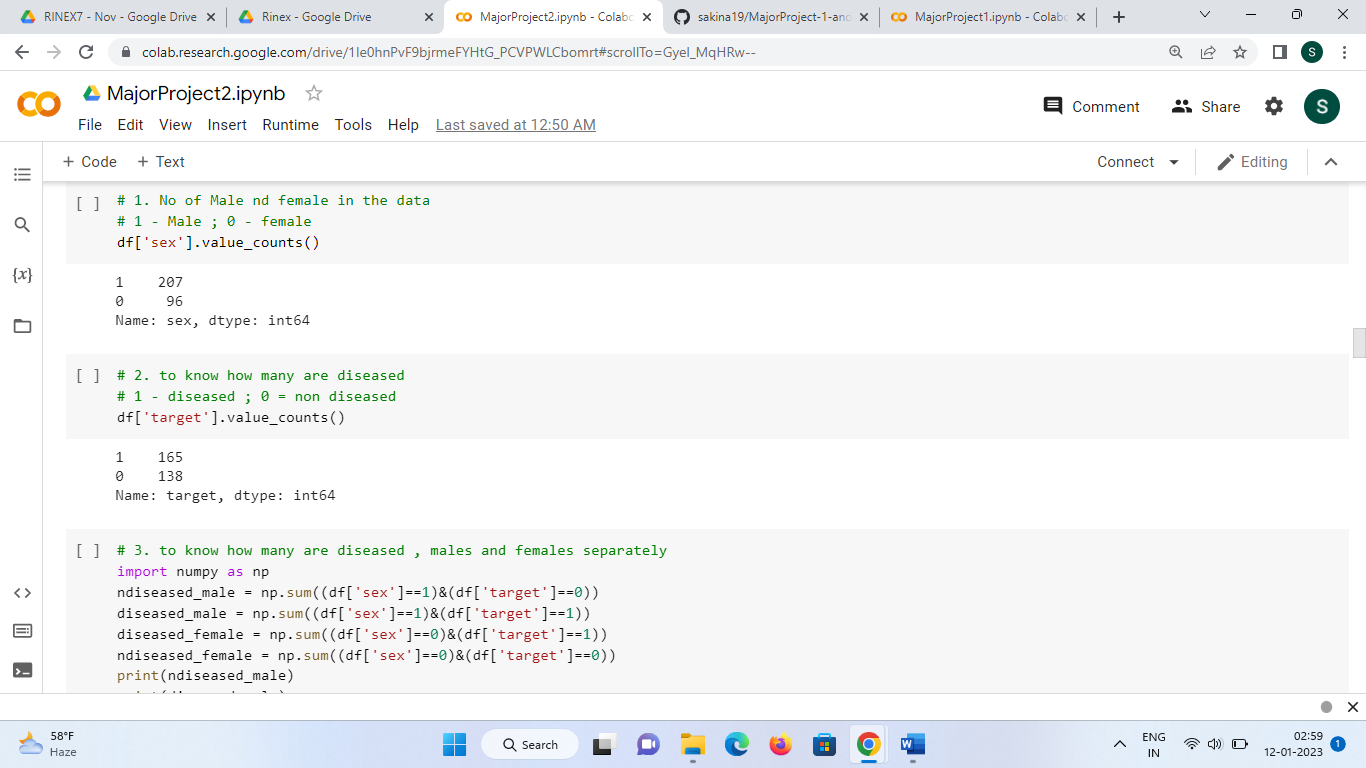 RINEX7 - Nov - Google Drive
Rinex - Google Drive
MajorProject2.ipynb - Colabo
sakina19/MajorProject-1-and
MajorProject1.ipynb - Colab
colab.research.google.com/drive/1le0hnPvF9bjrmeFYHtG_PCVPWLCbomrt#scrollTo=Gyel_MqHRw--
S
MajorProject2.ipynb
Comment
Share
S
File Edit View Insert Runtime Tools Help Last saved at 12:50 AM
+ Code + Text
Connect
Editing
{x}
[ ] # 1. No of Male nd female in the data
# 1 - Male ; 0 - female
df['sex'].value_counts()
1 207
0 96
Name: sex, dtype: int64
[ ] # 2. to know how many are diseased
# 1 - diseased ; 0 = non diseased
df['target'].value_counts()
1 165
0 138
Name: target, dtype: int64
[ ] # 3. to know how many are diseased , males and females separately
import numpy as np
ndiseased_male = np.sum((df['sex']==1)&(df['target']==0))
diseased_male = np.sum((df['sex']==1)&(df['target']==1))
diseased_female = np.sum((df['sex']==0)&(df['target']==1))
ndiseased_female = np.sum((df['sex']==0)&(df['target']==0))
print(ndiseased_male)
58°F
Haze
Search
ENG
IN
02:59
12-01-2023
1